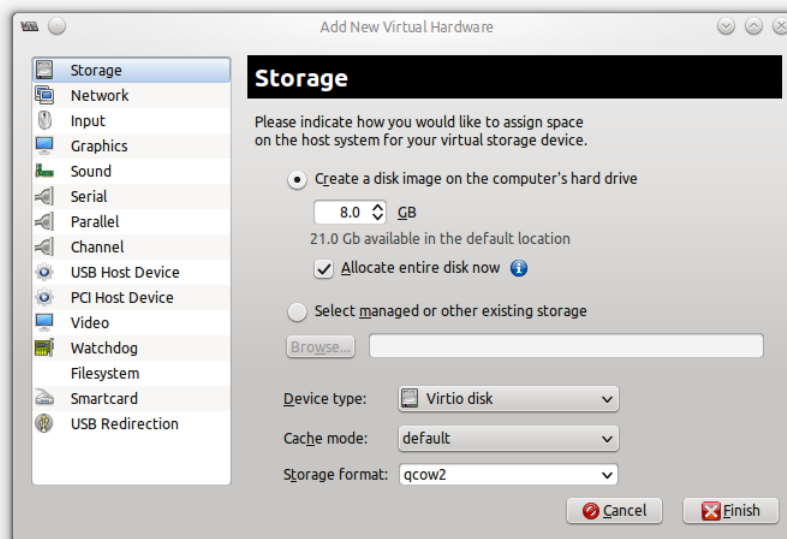 Add New Virtual Hardware
Storage
Network
Input
Graphics
Sound
Serial
Parallel
Channel
USB Host Device
PCI Host Device
Video
Watchdog
Filesystem
Smartcard
USB Redirection
Storage
Please indicate how you would like to assign space
on the host system for your virtual storage device.
Create a disk image on the computer's hard drive
8.0 GB
21.0 Gb available in the default location
Allocate entire disk now
Select managed or other existing storage
Browse...
Device type: Virtio disk
Cache mode: default
Storage format: qcow2
Cancel Finish